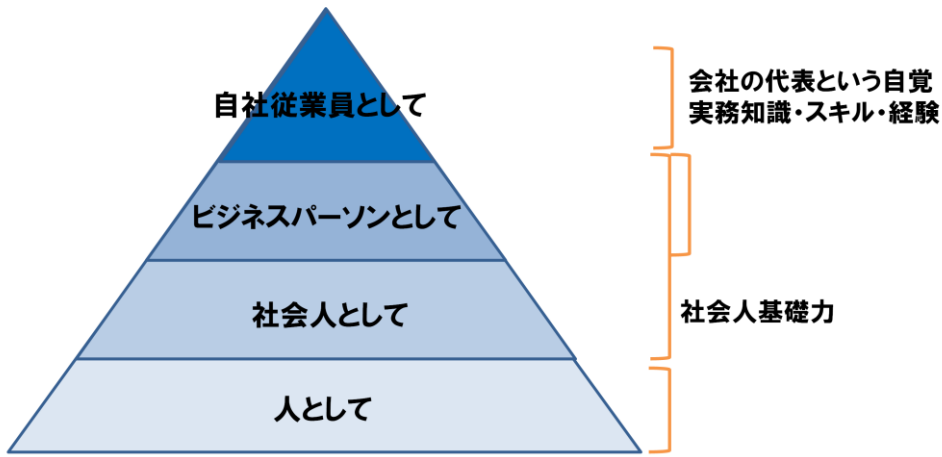 自社従業員として
会社の代表という自覚
実務知識・スキル・経験
ビジネスパーソンとして
社会人として
社会人基礎力
人として